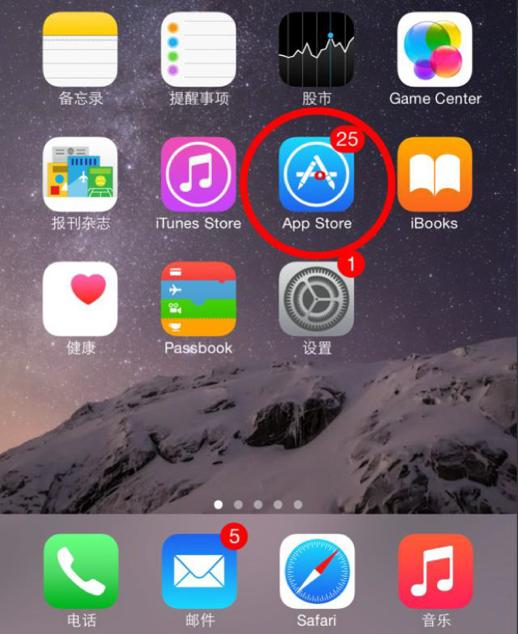 备忘录
提醒事项
股市
Game Center
25
报刊杂志
iTunes Store
App Store
iBooks
1
健康
Passbook
设置
5
电话
邮件
Safari
音乐